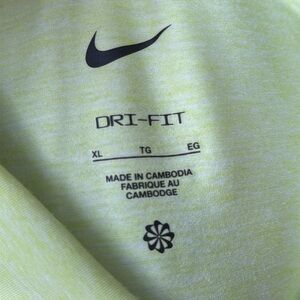 DRI-FIT
XL TG EG
MADE IN CAMBODIA
FABRIQUE AU
CAMBODGE